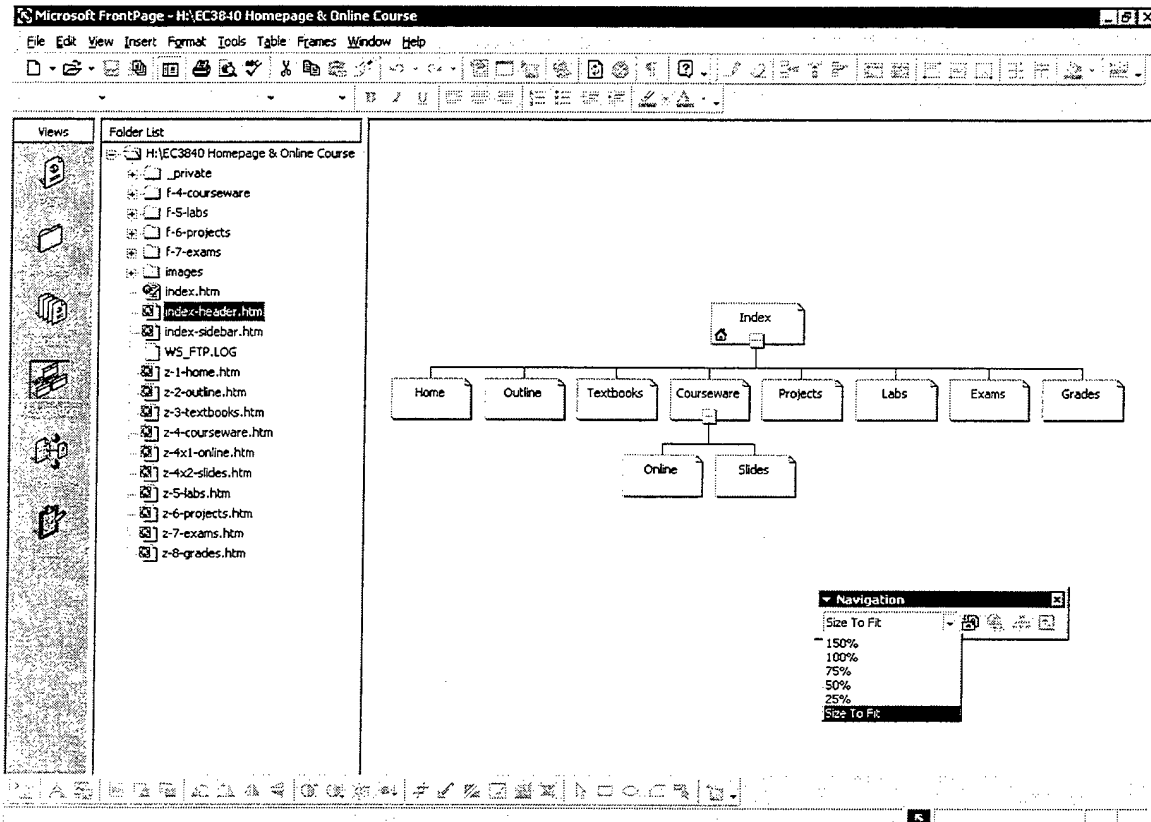 Microsoft FrontPage - H:\EC3840 Homepage & Online Course
File Edit View Insert Format Tools Table Frames Window Help
Views
Folder List
H:\EC3840 Homepage & Online Course
_private
f-4-courseware
f-5-labs
f-6-projects
f-7-exams
images
index.htm
index-header.htm
index-sidebar.htm
WS_FTP.LOG
z-1-home.htm
z-2-outline.htm
z-3-textbooks.htm
z-4-courseware.htm
z-4x1-online.htm
z-4x2-slides.htm
z-5-labs.htm
z-6-projects.htm
z-7-exams.htm
z-8-grades.htm
Index
Home Outline Textbooks Courseware Projects Labs Exams Grades
Online Slides
Navigation
Size To Fit
150%
100%
75%
50%
25%
Size To Fit